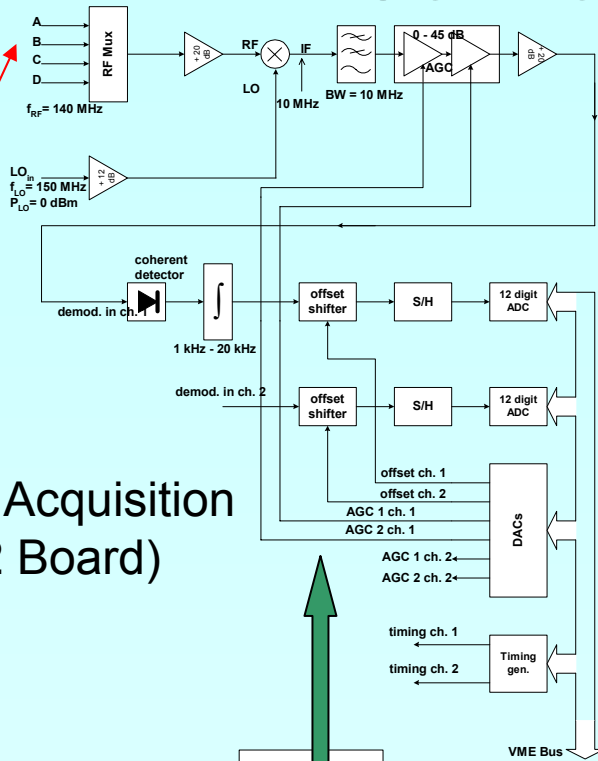 A
B
C
D
RF Mux
f_RF= 140 MHz
+20 dB
RF
IF
LO
10 MHz
BW = 10 MHz
0 - 45 dB
AGC
+ 20 dB
LO_in
f_LO= 150 MHz
P_LO= 0 dBm
+ 12 dB
coherent
detector
demod. in ch. 1
∫
1 kHz - 20 kHz
offset
shifter
S/H
12 digit
ADC
demod. in ch. 2
offset
shifter
S/H
12 digit
ADC
Acquisition
Board)
offset ch. 1
offset ch. 2
AGC 1 ch. 1
AGC 2 ch. 1
AGC 1 ch. 2
AGC 2 ch. 2
DACs
timing ch. 1
timing ch. 2
Timing
gen.
VME Bus